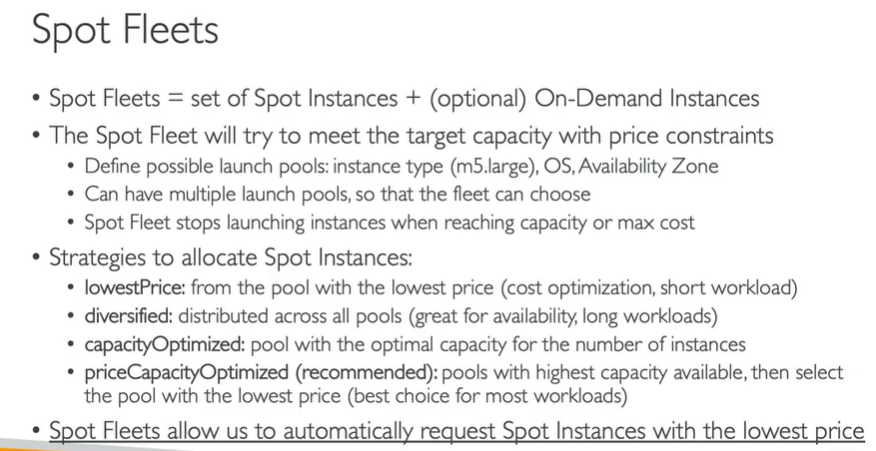 Spot Fleets
• Spot Fleets = set of Spot Instances + (optional) On-Demand Instances
• The Spot Fleet will try to meet the target capacity with price constraints
• Define possible launch pools: instance type (m5.large), OS, Availability Zone
• Can have multiple launch pools, so that the fleet can choose
• Spot Fleet stops launching instances when reaching capacity or max cost
• Strategies to allocate Spot Instances:
• lowestPrice: from the pool with the lowest price (cost optimization, short workload)
• diversified: distributed across all pools (great for availability, long workloads)
• capacityOptimized: pool with the optimal capacity for the number of instances
• priceCapacityOptimized (recommended): pools with highest capacity available, then select
the pool with the lowest price (best choice for most workloads)
• Spot Fleets allow us to automatically request Spot Instances with the lowest price